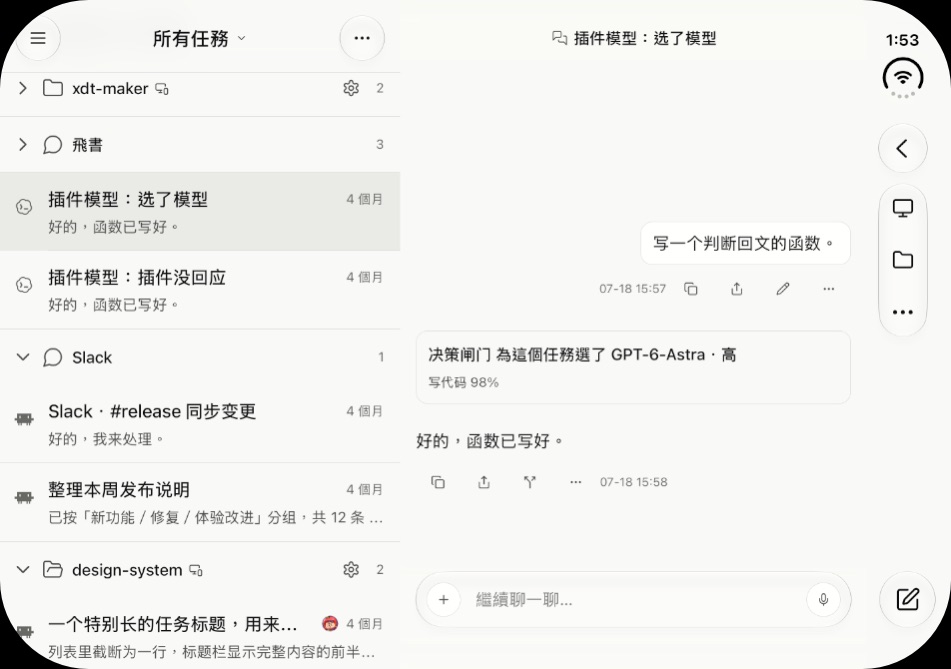 所有任務
xdt-maker
2
飛書
3
插件模型：选了模型
4 個月
好的，函数已写好。
插件模型：插件没回应
4 個月
好的，函数已写好。
Slack
1
Slack · #release 同步变更
4 個月
好的，我来处理。
整理本周发布说明
4 個月
已按「新功能 / 修复 / 体验改进」分组，共 12 条 ...
design-system
2
一个特别长的任务标题，用来...
4 個月
列表里截断为一行，标题栏显示完整内容的前半...
插件模型：选了模型
写一个判断回文的函数。
07-18 15:57
决策闸门 為這個任務選了 GPT-6-Astra · 高
写代码 98%
好的，函数已写好。
07-18 15:58
繼續聊一聊...
1:53